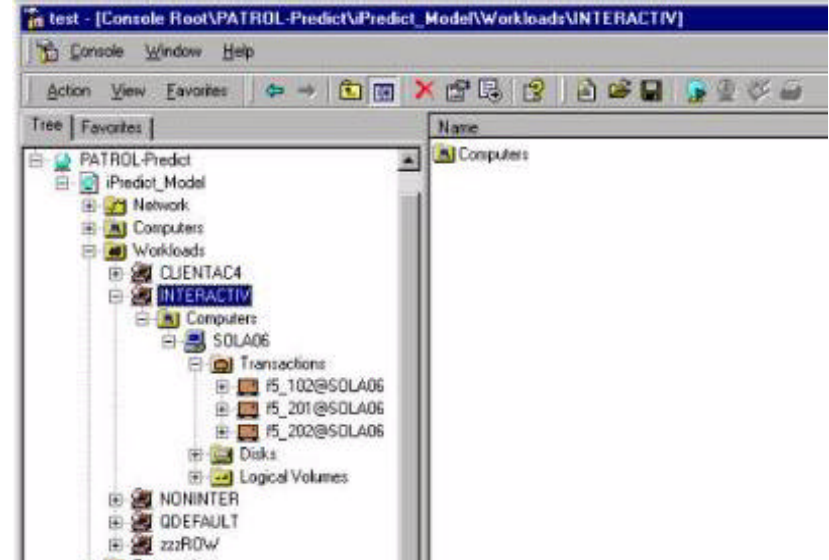 test - [Console Root\PATROL-Predict\iPredict_Model\Workloads\INTERACTIV]
Console Window Help
Action View Favorites
Tree Favorites
Name
PATROL-Predict
iPredict_Model
Network
Computers
Workloads
CLIENTAC4
INTERACTIV
Computers
SOLA06
Transactions
f5_102@SOLA06
f5_201@SOLA06
f5_202@SOLA06
Disks
Logical Volumes
NONINTER
QDEFAULT
zzzROW
Computers